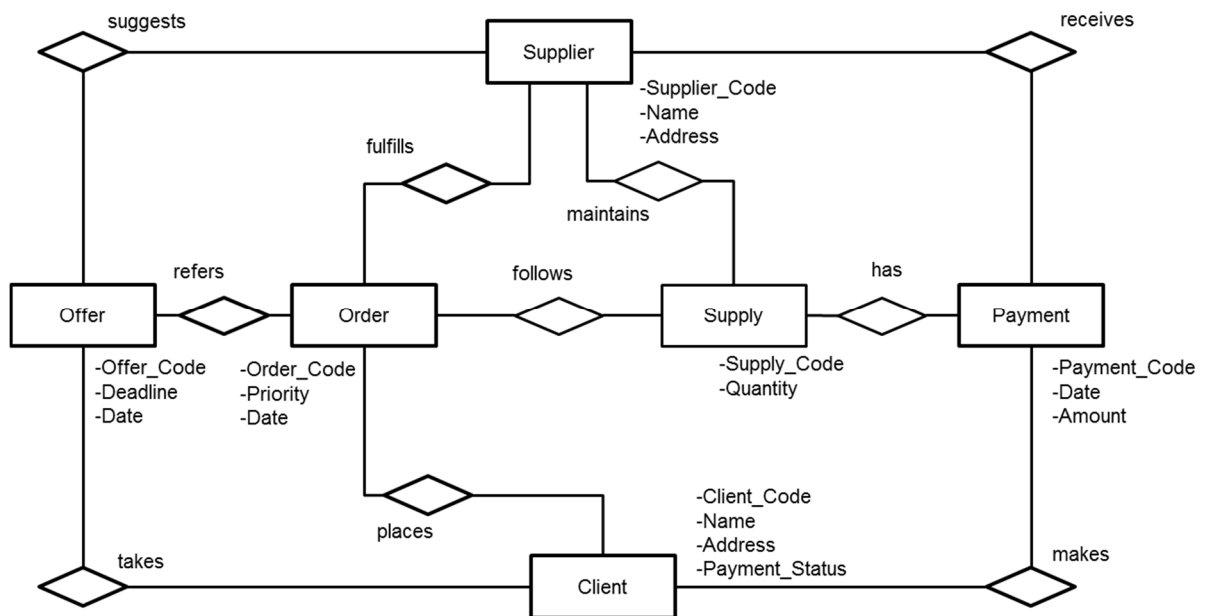 suggests
receives
Supplier
-Supplier_Code
-Name
-Address
fulfills
maintains
refers
follows
has
Offer
Order
Supply
Payment
-Offer_Code
-Deadline
-Date
-Order_Code
-Priority
-Date
-Supply_Code
-Quantity
-Payment_Code
-Date
-Amount
places
-Client_Code
-Name
-Address
-Payment_Status
takes
Client
makes